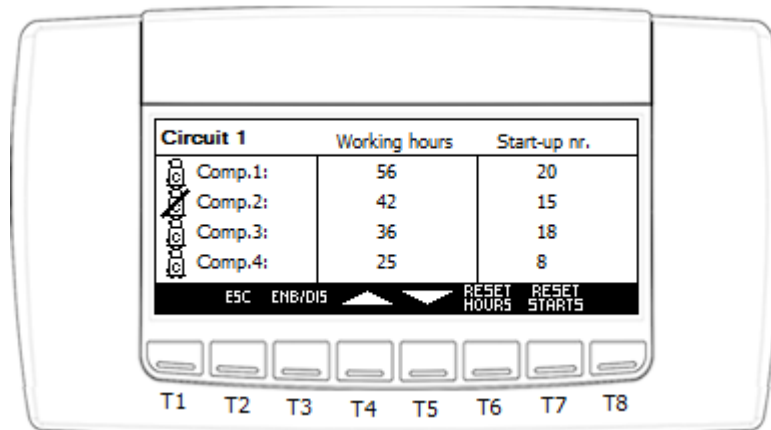 Circuit 1 Working hours Start-up nr.
Comp.1: 56 20
Comp.2: 42 15
Comp.3: 36 18
Comp.4: 25 8
ESC ENB/DIS RESET HOURS RESET STARTS
T1 T2 T3 T4 T5 T6 T7 T8